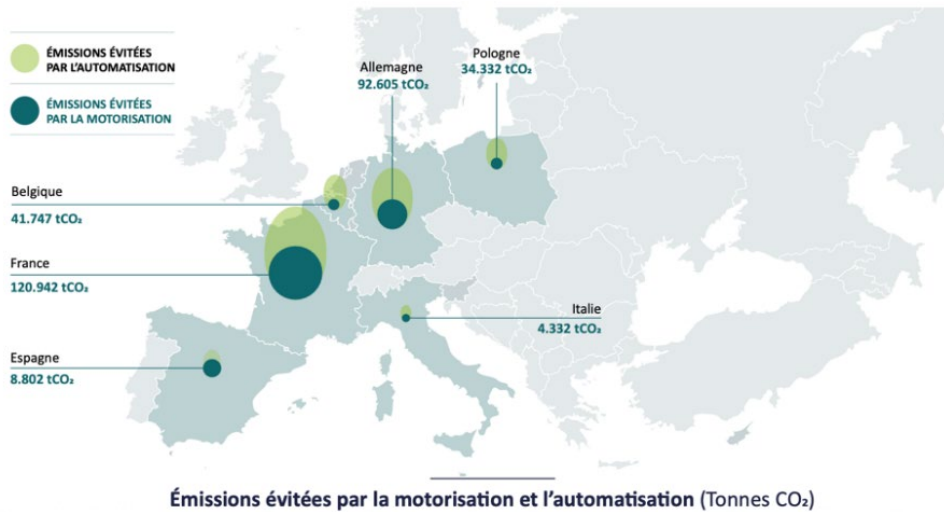 ÉMISSIONS ÉVITÉES
PAR L'AUTOMATISATION
ÉMISSIONS ÉVITÉES
PAR LA MOTORISATION
Allemagne
92.605 tCO₂
Pologne
34.332 tCO₂
Belgique
41.747 tCO₂
France
120.942 tCO₂
Italie
4.332 tCO₂
Espagne
8.802 tCO₂
Émissions évitées par la motorisation et l'automatisation (Tonnes CO₂)